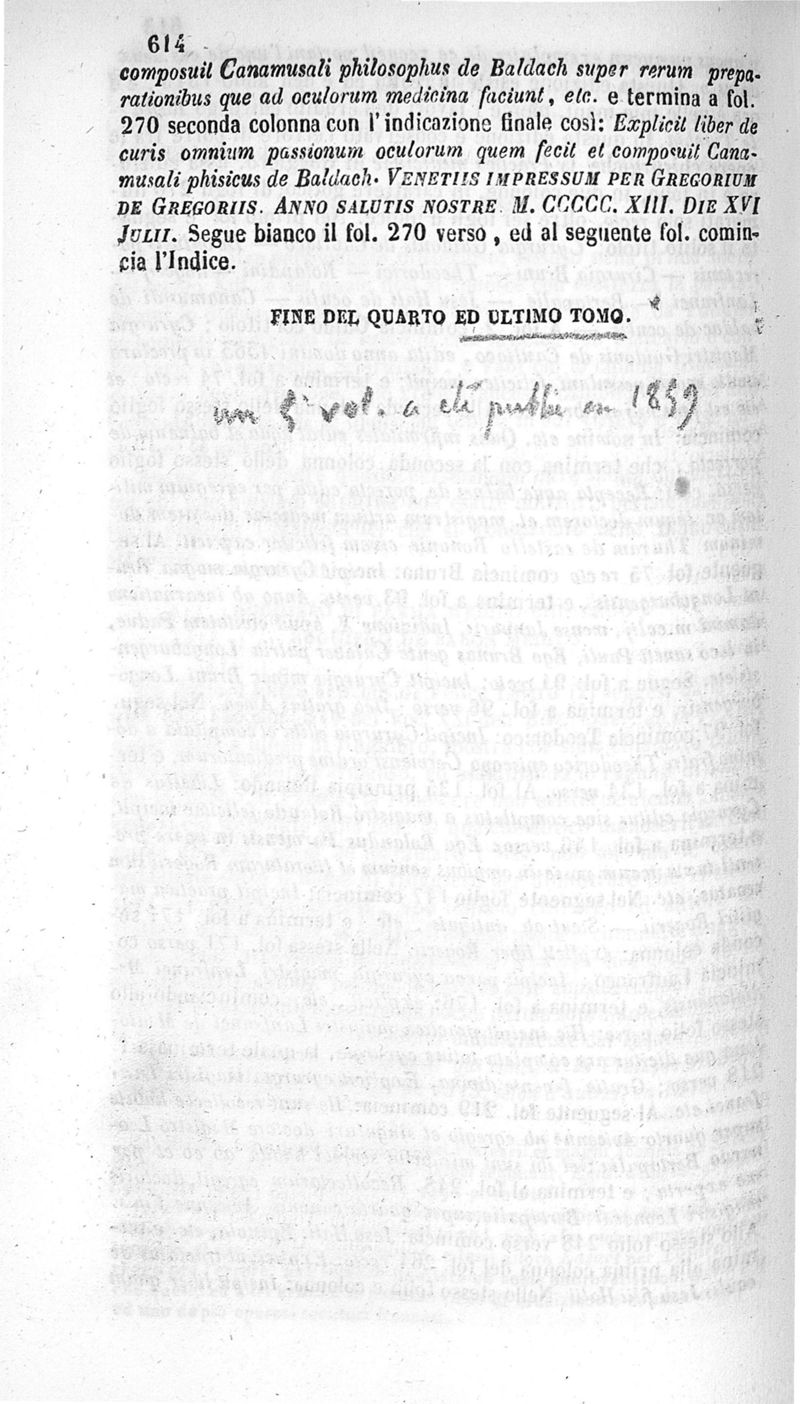 614
composuit Canamusali philosophus de Baldach super rerum prepa-
rationibus que ad oculorum medicina faciunt, etc. e termina a fol.
270 seconda colonna con l'indicazione finale così: Explicit liber de
curis omnium passionum oculorum quem fecit et composuit Cana-
musali phisicus de Baldach. VENETIIS IMPRESSUM PER GREGORIUM
DE GREGORIIS. ANNO SALUTIS NOSTRE M. CCCCC. XIII. DIE XVI
JULII. Segue bianco il fol. 270 verso, ed al seguente fol. comin-
cia l'Indice.
FINE DEL QUARTO ED ULTIMO TOMO.
un 5e vol. a été publié en 1859